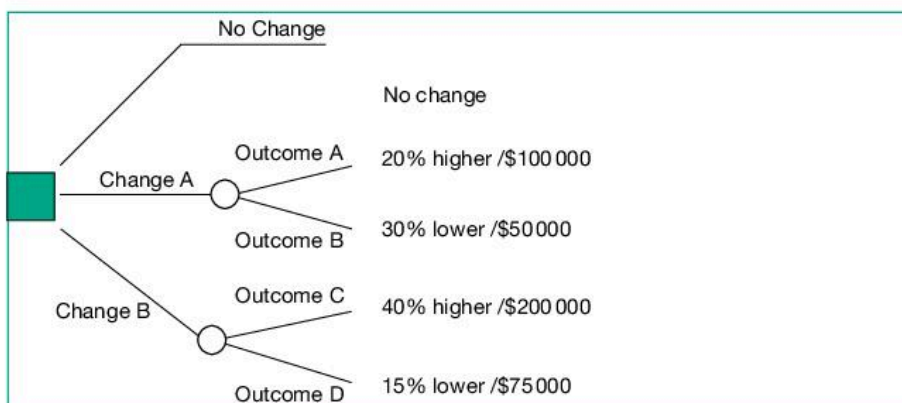 No Change
No change
Outcome A
20% higher /$100 000
Change A
30% lower /$50 000
Outcome B
Outcome C
40% higher /$200 000
Change B
15% lower /$75 000
Outcome D